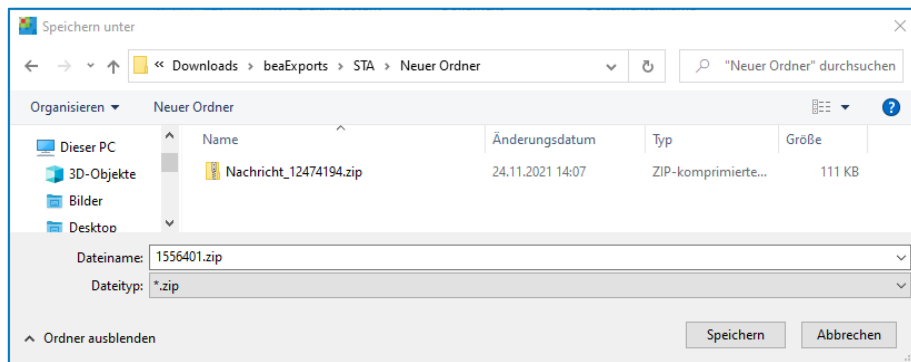 Speichern unter
« Downloads › beaExports › STA › Neuer Ordner
"Neuer Ordner" durchsuchen
Organisieren Neuer Ordner
Name Änderungsdatum Typ Größe
Dieser PC
Nachricht_12474194.zip 24.11.2021 14:07 ZIP-komprimierte... 111 KB
3D-Objekte
Bilder
Desktop
Dateiname: 1556401.zip
Dateityp: *.zip
Ordner ausblenden
Speichern Abbrechen